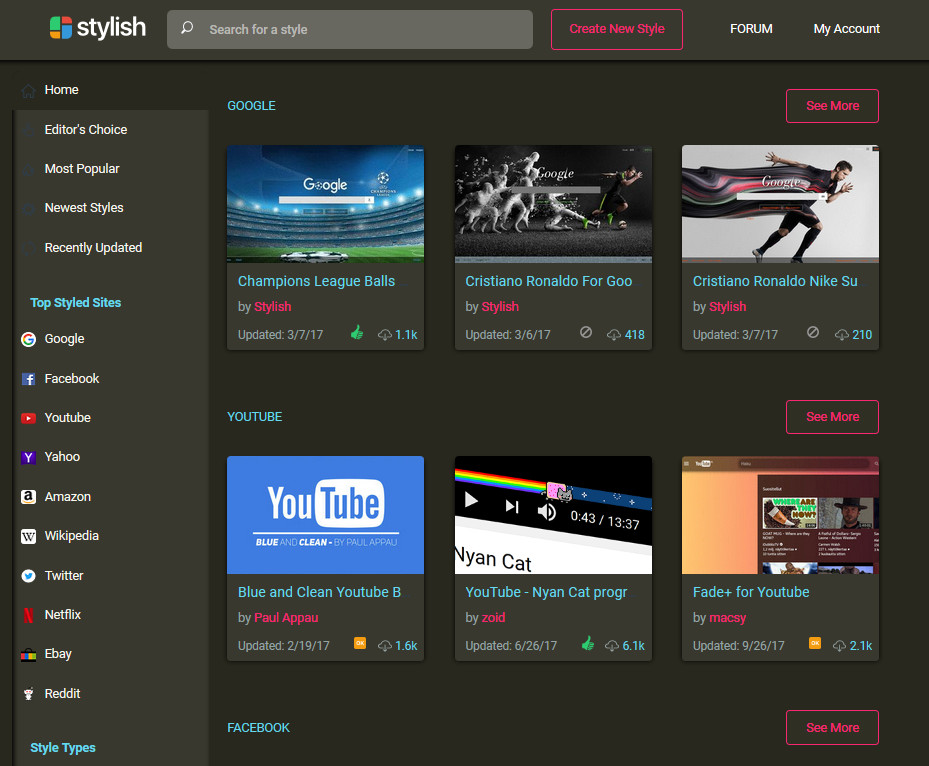 stylish
Search for a style
Create New Style
FORUM
My Account
Home
Editor's Choice
Most Popular
Newest Styles
Recently Updated
Top Styled Sites
Google
Facebook
Youtube
Yahoo
Amazon
Wikipedia
Twitter
Netflix
Ebay
Reddit
Style Types
GOOGLE
See More
Google
CHAMPIONS
Google
Google
Champions League Balls
by Stylish
Updated: 3/7/17
1.1k
Cristiano Ronaldo For Goo
by Stylish
Updated: 3/6/17
418
Cristiano Ronaldo Nike Su
by Stylish
Updated: 3/7/17
210
YOUTUBE
See More
YouTube
BLUE AND CLEAN - BY PAUL APPAU
0:43 / 13:37
Nyan Cat
YouTube
WHERE ARE
THEY
NOW?
Blue and Clean Youtube B
by Paul Appau
Updated: 2/19/17
OK
1.6k
YouTube - Nyan Cat progr
by zoid
Updated: 6/26/17
6.1k
Fade+ for Youtube
by macsy
Updated: 9/26/17
OK
2.1k
FACEBOOK
See More